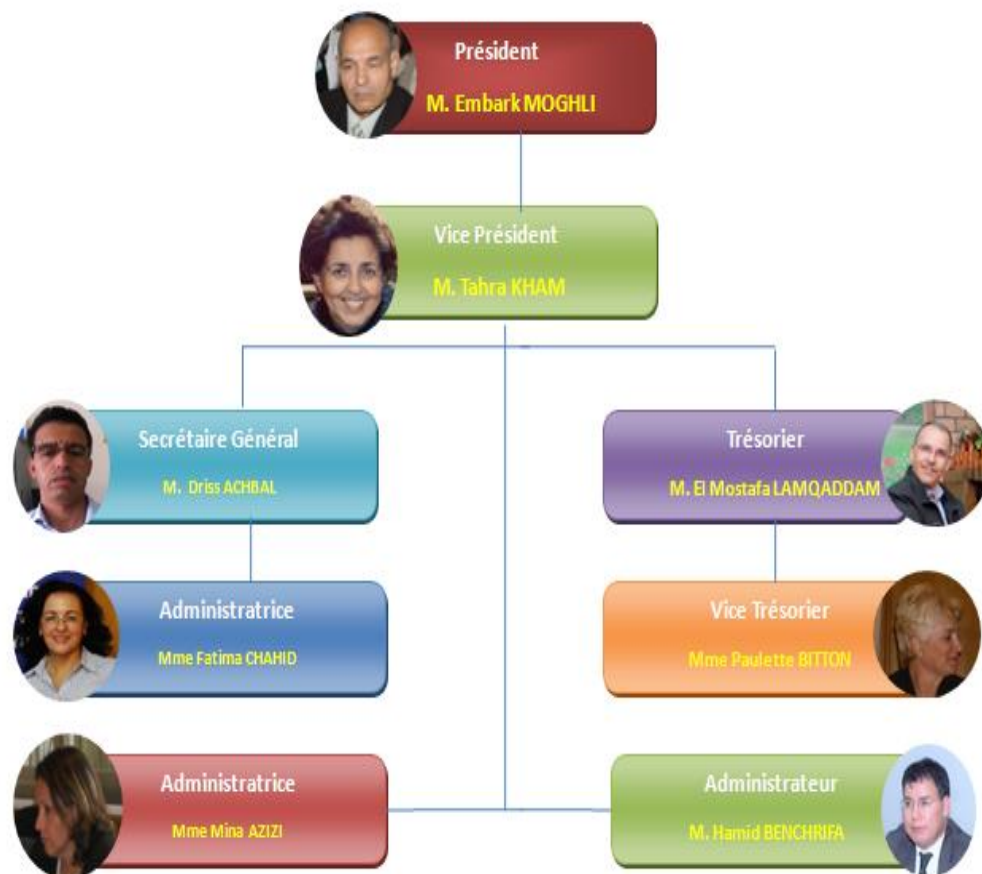 Président
M. Embark MOGHLI
Vice Président
M. Tahra KHAM
Secrétaire Général
M. Driss ACHBAL
Trésorier
M. El Mostafa LAMQADDAM
Administratrice
Mme Fatima CHAHID
Vice Trésorier
Mme Paulette BITTON
Administratrice
Mme Mina AZIZI
Administrateur
M. Hamid BENCHRIFA